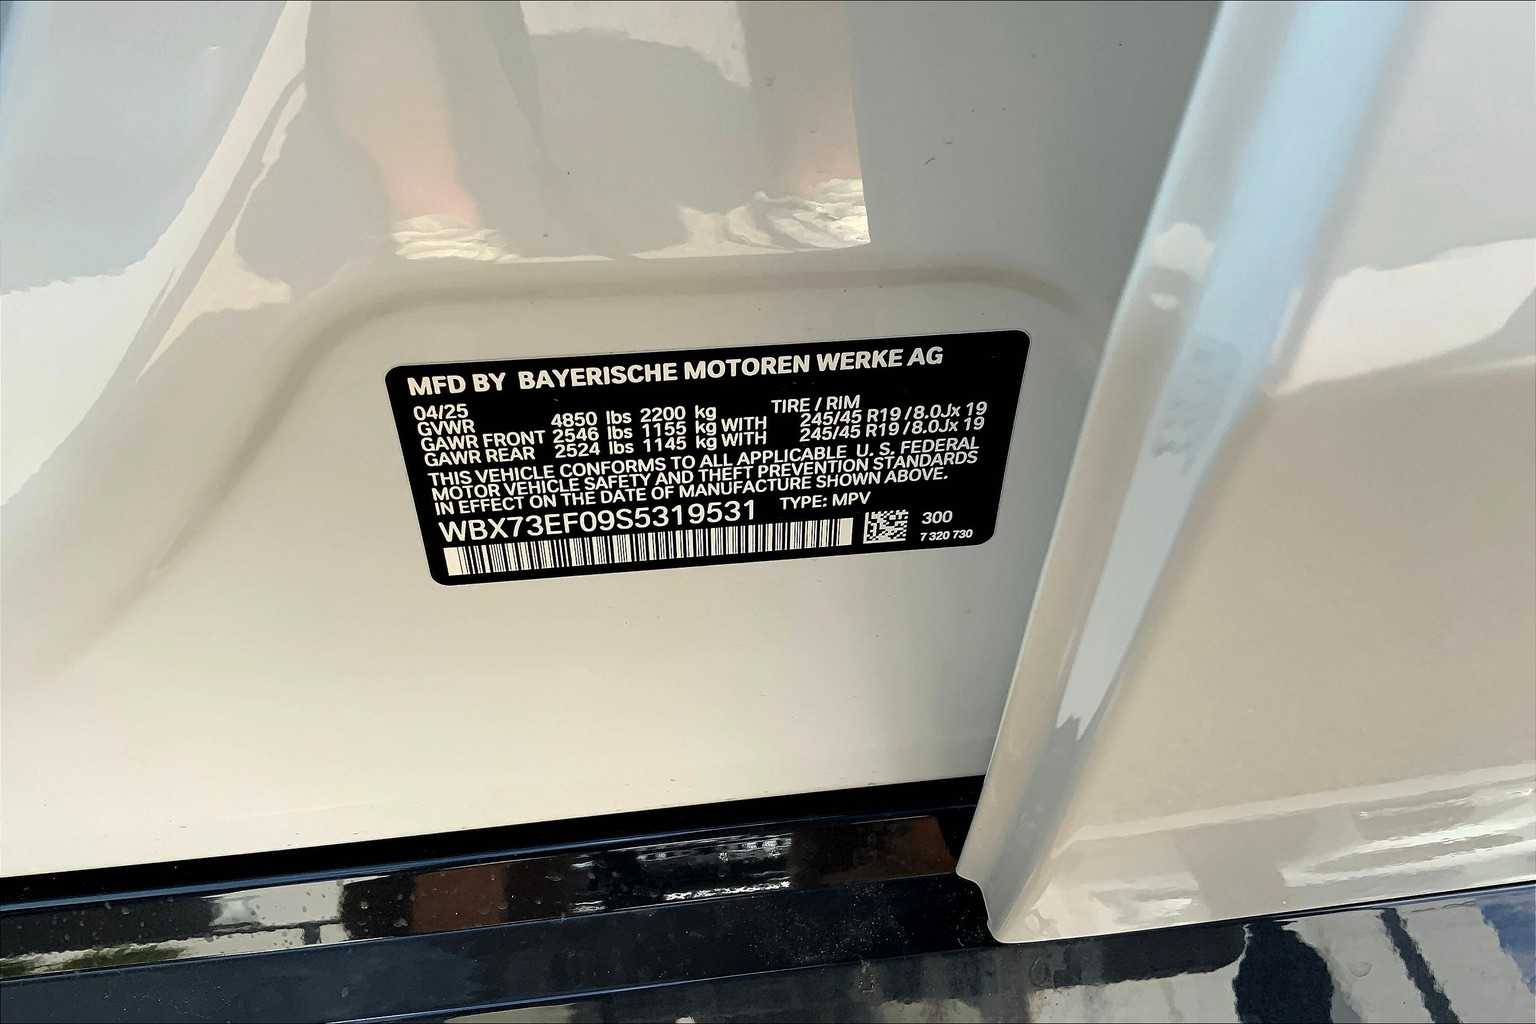 MFD BY BAYERISCHE MOTOREN WERKE AG
04/25 TIRE / RIM
GVWR 4850 lbs 2200 kg
GAWR FRONT 2546 lbs 1155 kg WITH 245/45 R19 /8.0Jx 19
GAWR REAR 2524 lbs 1145 kg WITH 245/45 R19 /8.0Jx 19
THIS VEHICLE CONFORMS TO ALL APPLICABLE U. S. FEDERAL
MOTOR VEHICLE SAFETY AND THEFT PREVENTION STANDARDS
IN EFFECT ON THE DATE OF MANUFACTURE SHOWN ABOVE.
WBX73EF09S5319531 TYPE: MPV
300
7 320 730